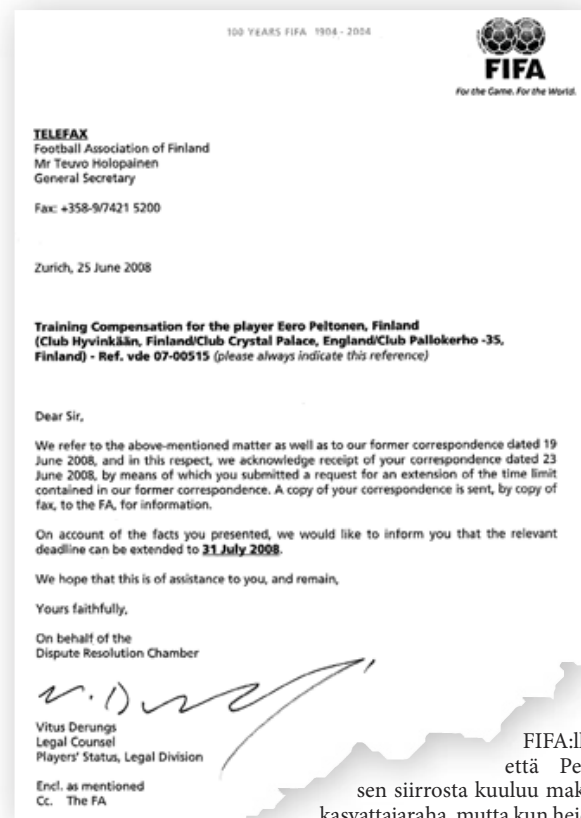 100 YEARS FIFA 1904 - 2004
FIFA
For the Game. For the World.
TELEFAX
Football Association of Finland
Mr Teuvo Holopainen
General Secretary
Fax: +358-9/7421 5200
Zurich, 25 June 2008
Training Compensation for the player Eero Peltonen, Finland
(Club Hyvinkään, Finland/Club Crystal Palace, England/Club Pallokerho -35,
Finland) - Ref. vde 07-00515 (please always indicate this reference)
Dear Sir,
We refer to the above-mentioned matter as well as to our former correspondence dated 19
June 2008, and in this respect, we acknowledge receipt of your correspondence dated 23
June 2008, by means of which you submitted a request for an extension of the time limit
contained in our former correspondence. A copy of your correspondence is sent, by copy of
fax, to the FA, for information.
On account of the facts you presented, we would like to inform you that the relevant
deadline can be extended to 31 July 2008.
We hope that this is of assistance to you, and remain,
Yours faithfully,
On behalf of the
Dispute Resolution Chamber
Vitus Derungs
Legal Counsel
Players' Status, Legal Division
Encl. as mentioned
Cc. The FA
että
sen siirrosta kuuluu
kasvattajaraha, mutta kun